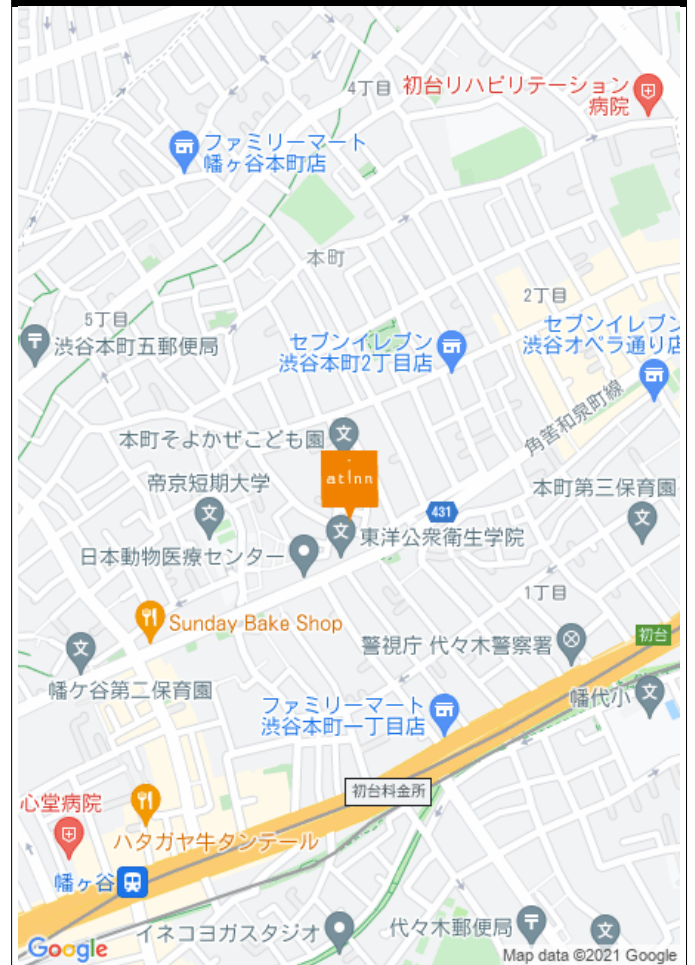 4丁目
初台リハビリテーション
病院
ファミリーマート
幡ヶ谷本町店
本町
2丁目
5丁目
渋谷本町五郵便局
セブンイレブン
渋谷本町2丁目店
セブンイレブン
渋谷オペラ通り店
角筈和泉町線
本町そよかぜこども園
文
atInn
帝京短期大学
文
本町第三保育園
文
431
東洋公衆衛生学院
文
日本動物医療センター
1丁目
Sunday Bake Shop
警視庁 代々木警察署
初台
文
幡ケ谷第二保育園
幡代小
文
ファミリーマート
渋谷本町一丁目店
初台料金所
心堂病院
ハタガヤ牛タンテール
幡ヶ谷
イネコヨガスタジオ
代々木郵便局
文
Google
Map data ©2021 Google